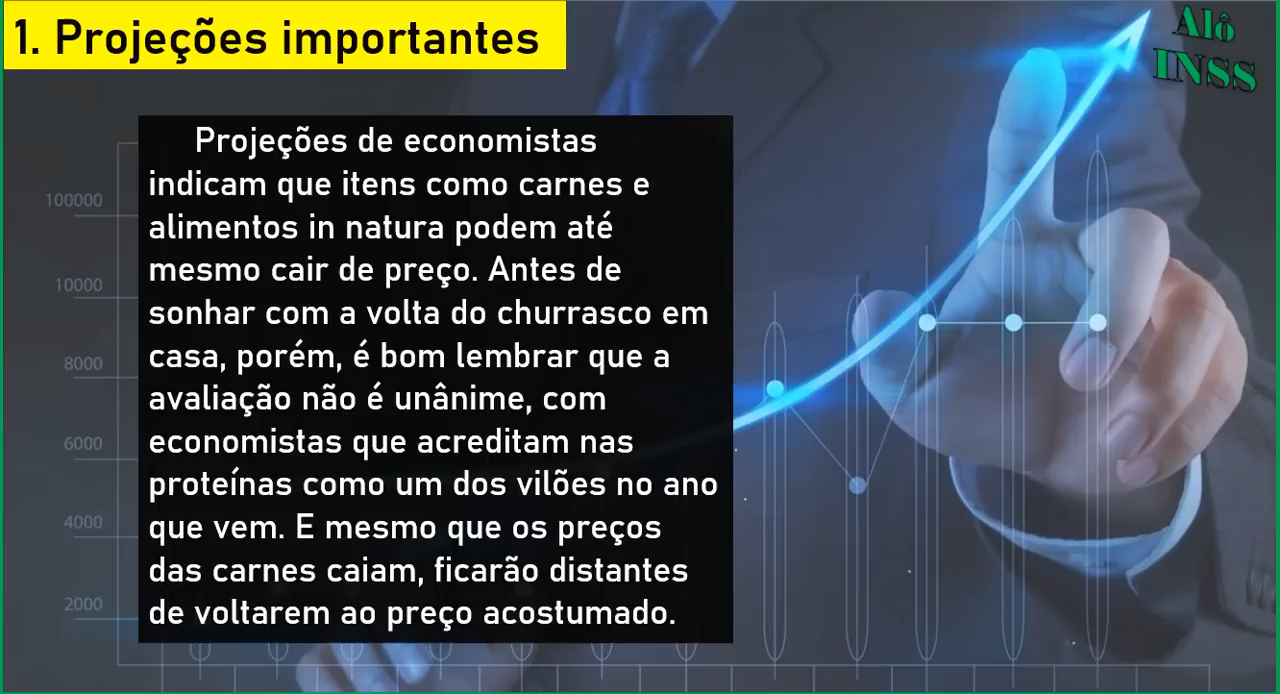 1. Projeções importantes
Alô
INSS
Projeções de economistas
indicam que itens como carnes e
alimentos in natura podem até
mesmo cair de preço. Antes de
sonhar com a volta do churrasco em
casa, porém, é bom lembrar que a
avaliação não é unânime, com
economistas que acreditam nas
proteínas como um dos vilões no ano
que vem. E mesmo que os preços
das carnes caiam, ficarão distantes
de voltarem ao preço acostumado.
100000
10000
8000
6000
4000
2000